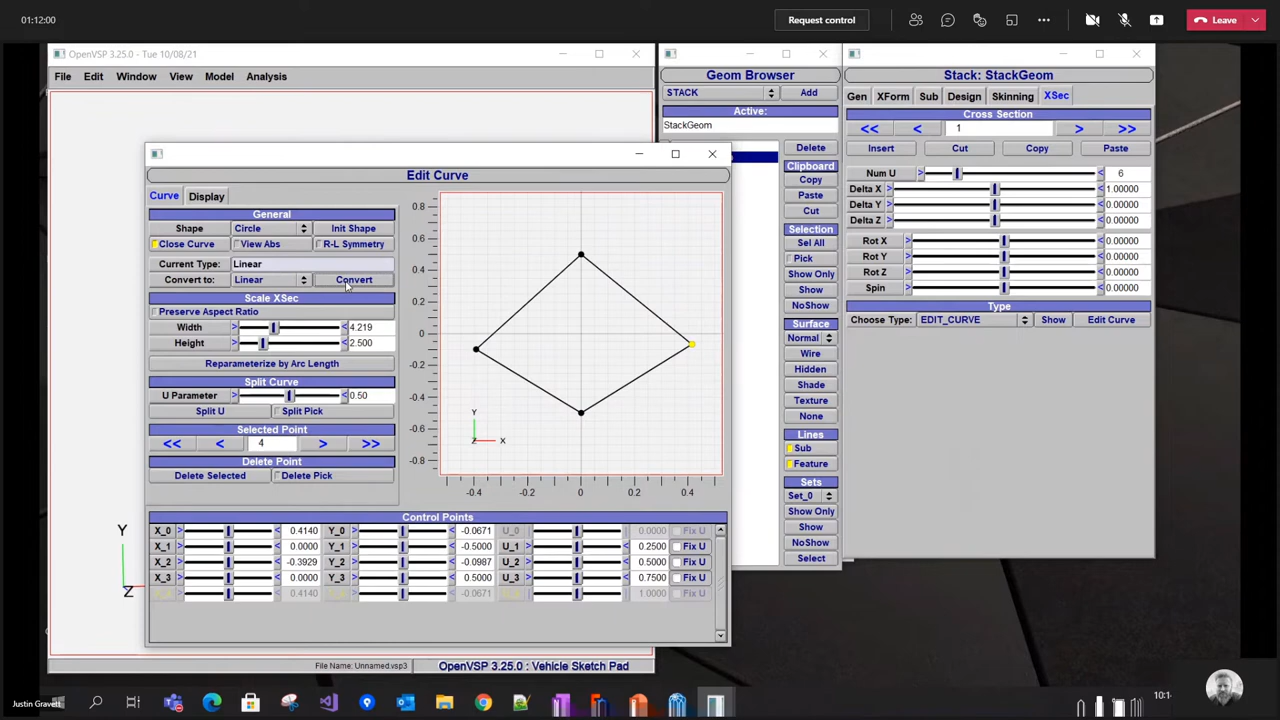 01:12:00
Request control
Leave
OpenVSP 3.25.0 - Tue 10/08/21
File Edit Window View Model Analysis
Edit Curve
Curve Display
General
Shape Circle Init Shape
Close Curve View Abs R-L Symmetry
Current Type: Linear
Convert to: Linear Convert
Scale XSec
Preserve Aspect Ratio
Width > < 4.219
Height > < 2.500
Reparameterize by Arc Length
Split Curve
U Parameter > < 0.50
Split U Split Pick
Selected Point
<< < 4 > >>
Delete Point
Delete Selected Delete Pick
0.8
0.6
0.4
0.2
0
-0.2
-0.4
-0.6
-0.8
Y
Z X
-0.4 -0.2 0 0.2 0.4
Control Points
X_0 > < 0.4140 Y_0 > < -0.0671 U_0 0.0000 Fix U
X_1 > < 0.0000 Y_1 > < -0.5000 U_1 > < 0.2500 Fix U
X_2 > < -0.3929 Y_2 > < -0.0987 U_2 > < 0.5000 Fix U
X_3 > < 0.0000 Y_3 > < 0.5000 U_3 > < 0.7500 Fix U
0.4140 -0.0671 1.0000 Fix U
Y
Z
File Name: Unnamed.vsp3 OpenVSP 3.25.0 : Vehicle Sketch Pad
Geom Browser
STACK Add
Active:
StackGeom
Delete
Clipboard
Copy
Paste
Cut
Selection
Sel All
Pick
Show Only
Show
NoShow
Surface
Normal
Wire
Hidden
Shade
Texture
None
Lines
Sub
Feature
Sets
Set_0
Show Only
Show
NoShow
Select
Stack: StackGeom
Gen XForm Sub Design Skinning XSec
Cross Section
<< < 1 > >>
Insert Cut Copy Paste
Num U > < 6
Delta X > < 1.00000
Delta Y > < 0.00000
Delta Z > < 0.00000
Rot X > < 0.00000
Rot Y > < 0.00000
Rot Z > < 0.00000
Spin > < 0.00000
Type
Choose Type: EDIT_CURVE Show Edit Curve
Justin Gravett
10:1